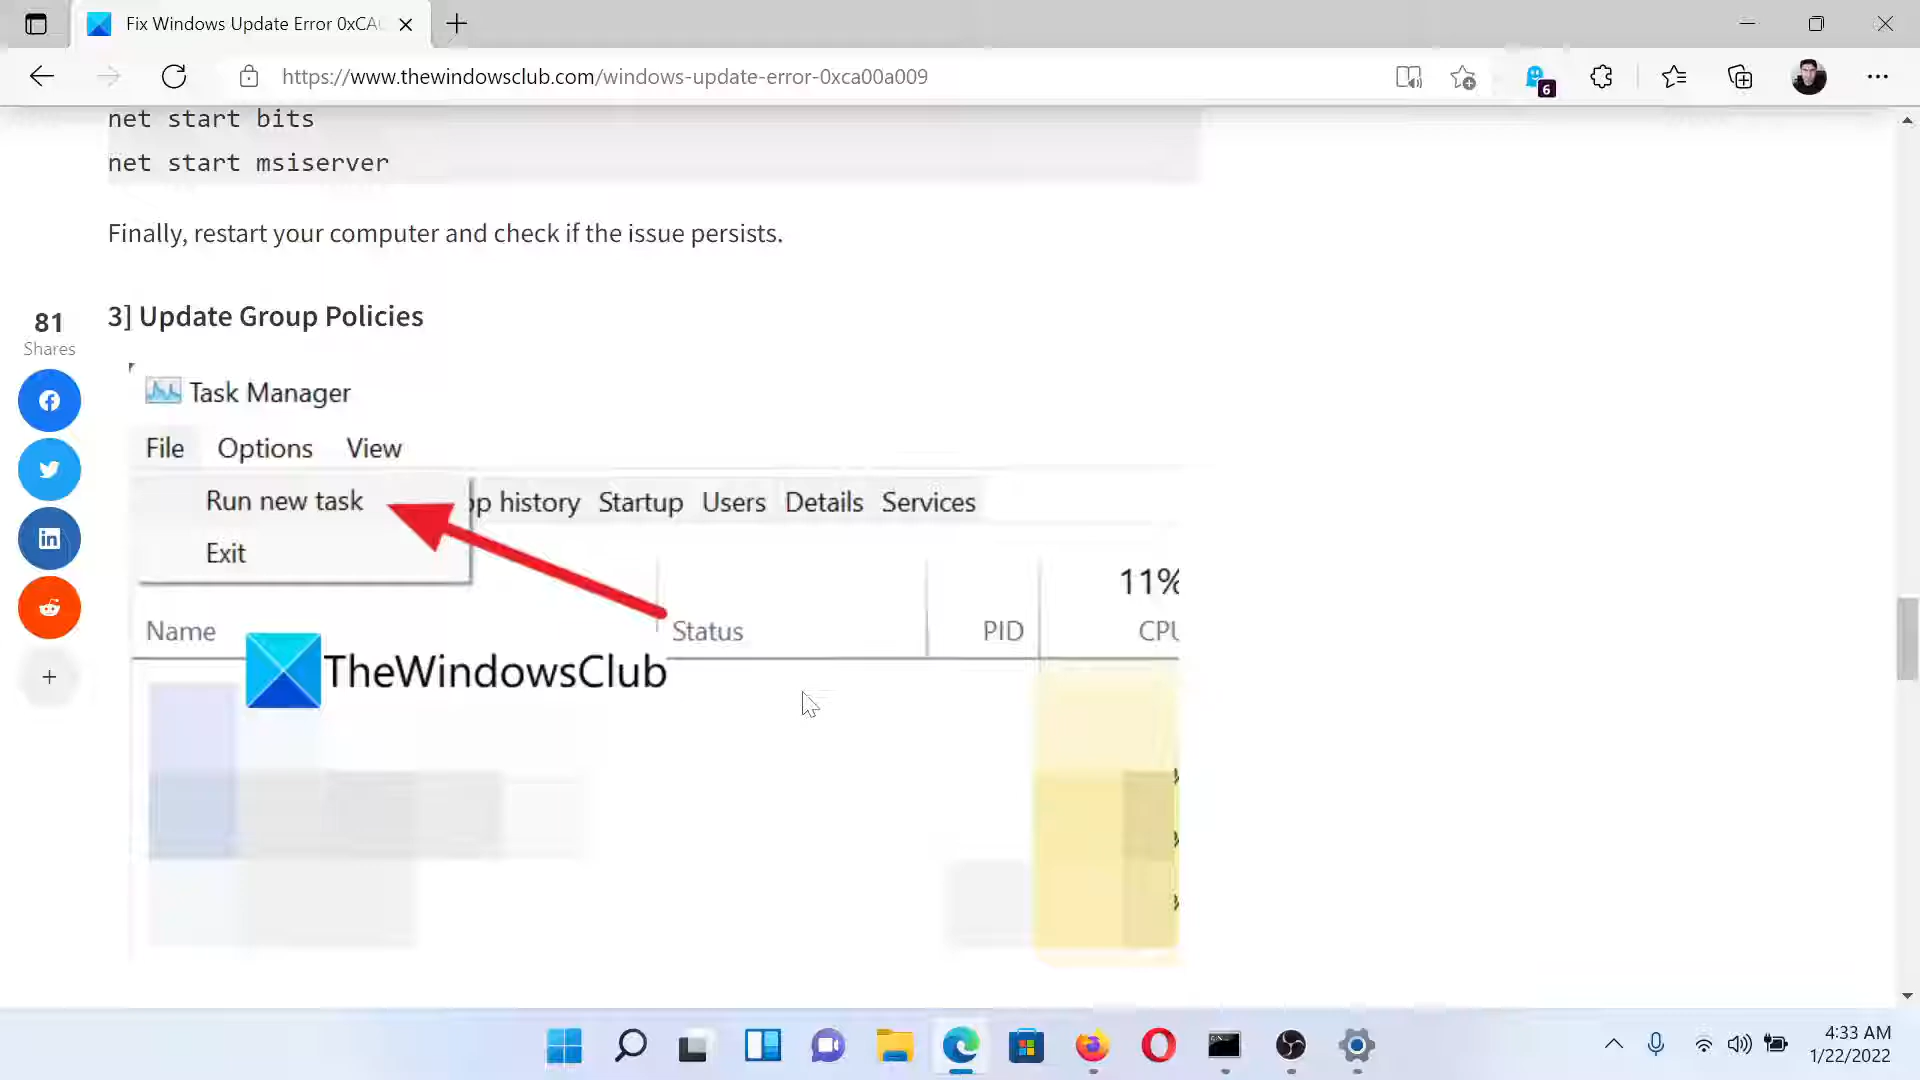 Fix Windows Update Error 0xCA
https://www.thewindowsclub.com/windows-update-error-0xca00a009
6
net start bits
net start msiserver
Finally, restart your computer and check if the issue persists.
81
Shares
3] Update Group Policies
Task Manager
File Options View
Run new task
op history Startup Users Details Services
Exit
11%
Name Status PID CPU
TheWindowsClub
4:33 AM
1/22/2022